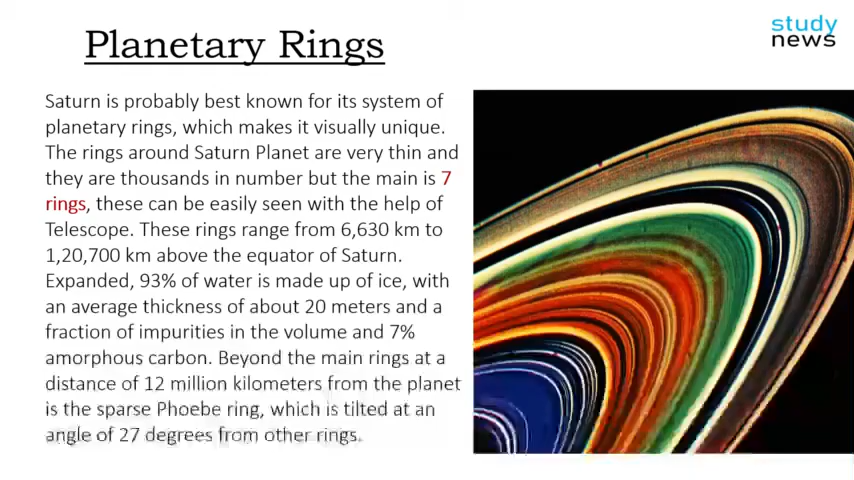 Planetary Rings
study
news
Saturn is probably best known for its system of
planetary rings, which makes it visually unique.
The rings around Saturn Planet are very thin and
they are thousands in number but the main is 7
rings, these can be easily seen with the help of
Telescope. These rings range from 6,630 km to
1,20,700 km above the equator of Saturn.
Expanded, 93% of water is made up of ice, with
an average thickness of about 20 meters and a
fraction of impurities in the volume and 7%
amorphous carbon. Beyond the main rings at a
distance of 12 million kilometers from the planet
is the sparse Phoebe ring, which is tilted at an
angle of 27 degrees from other rings.